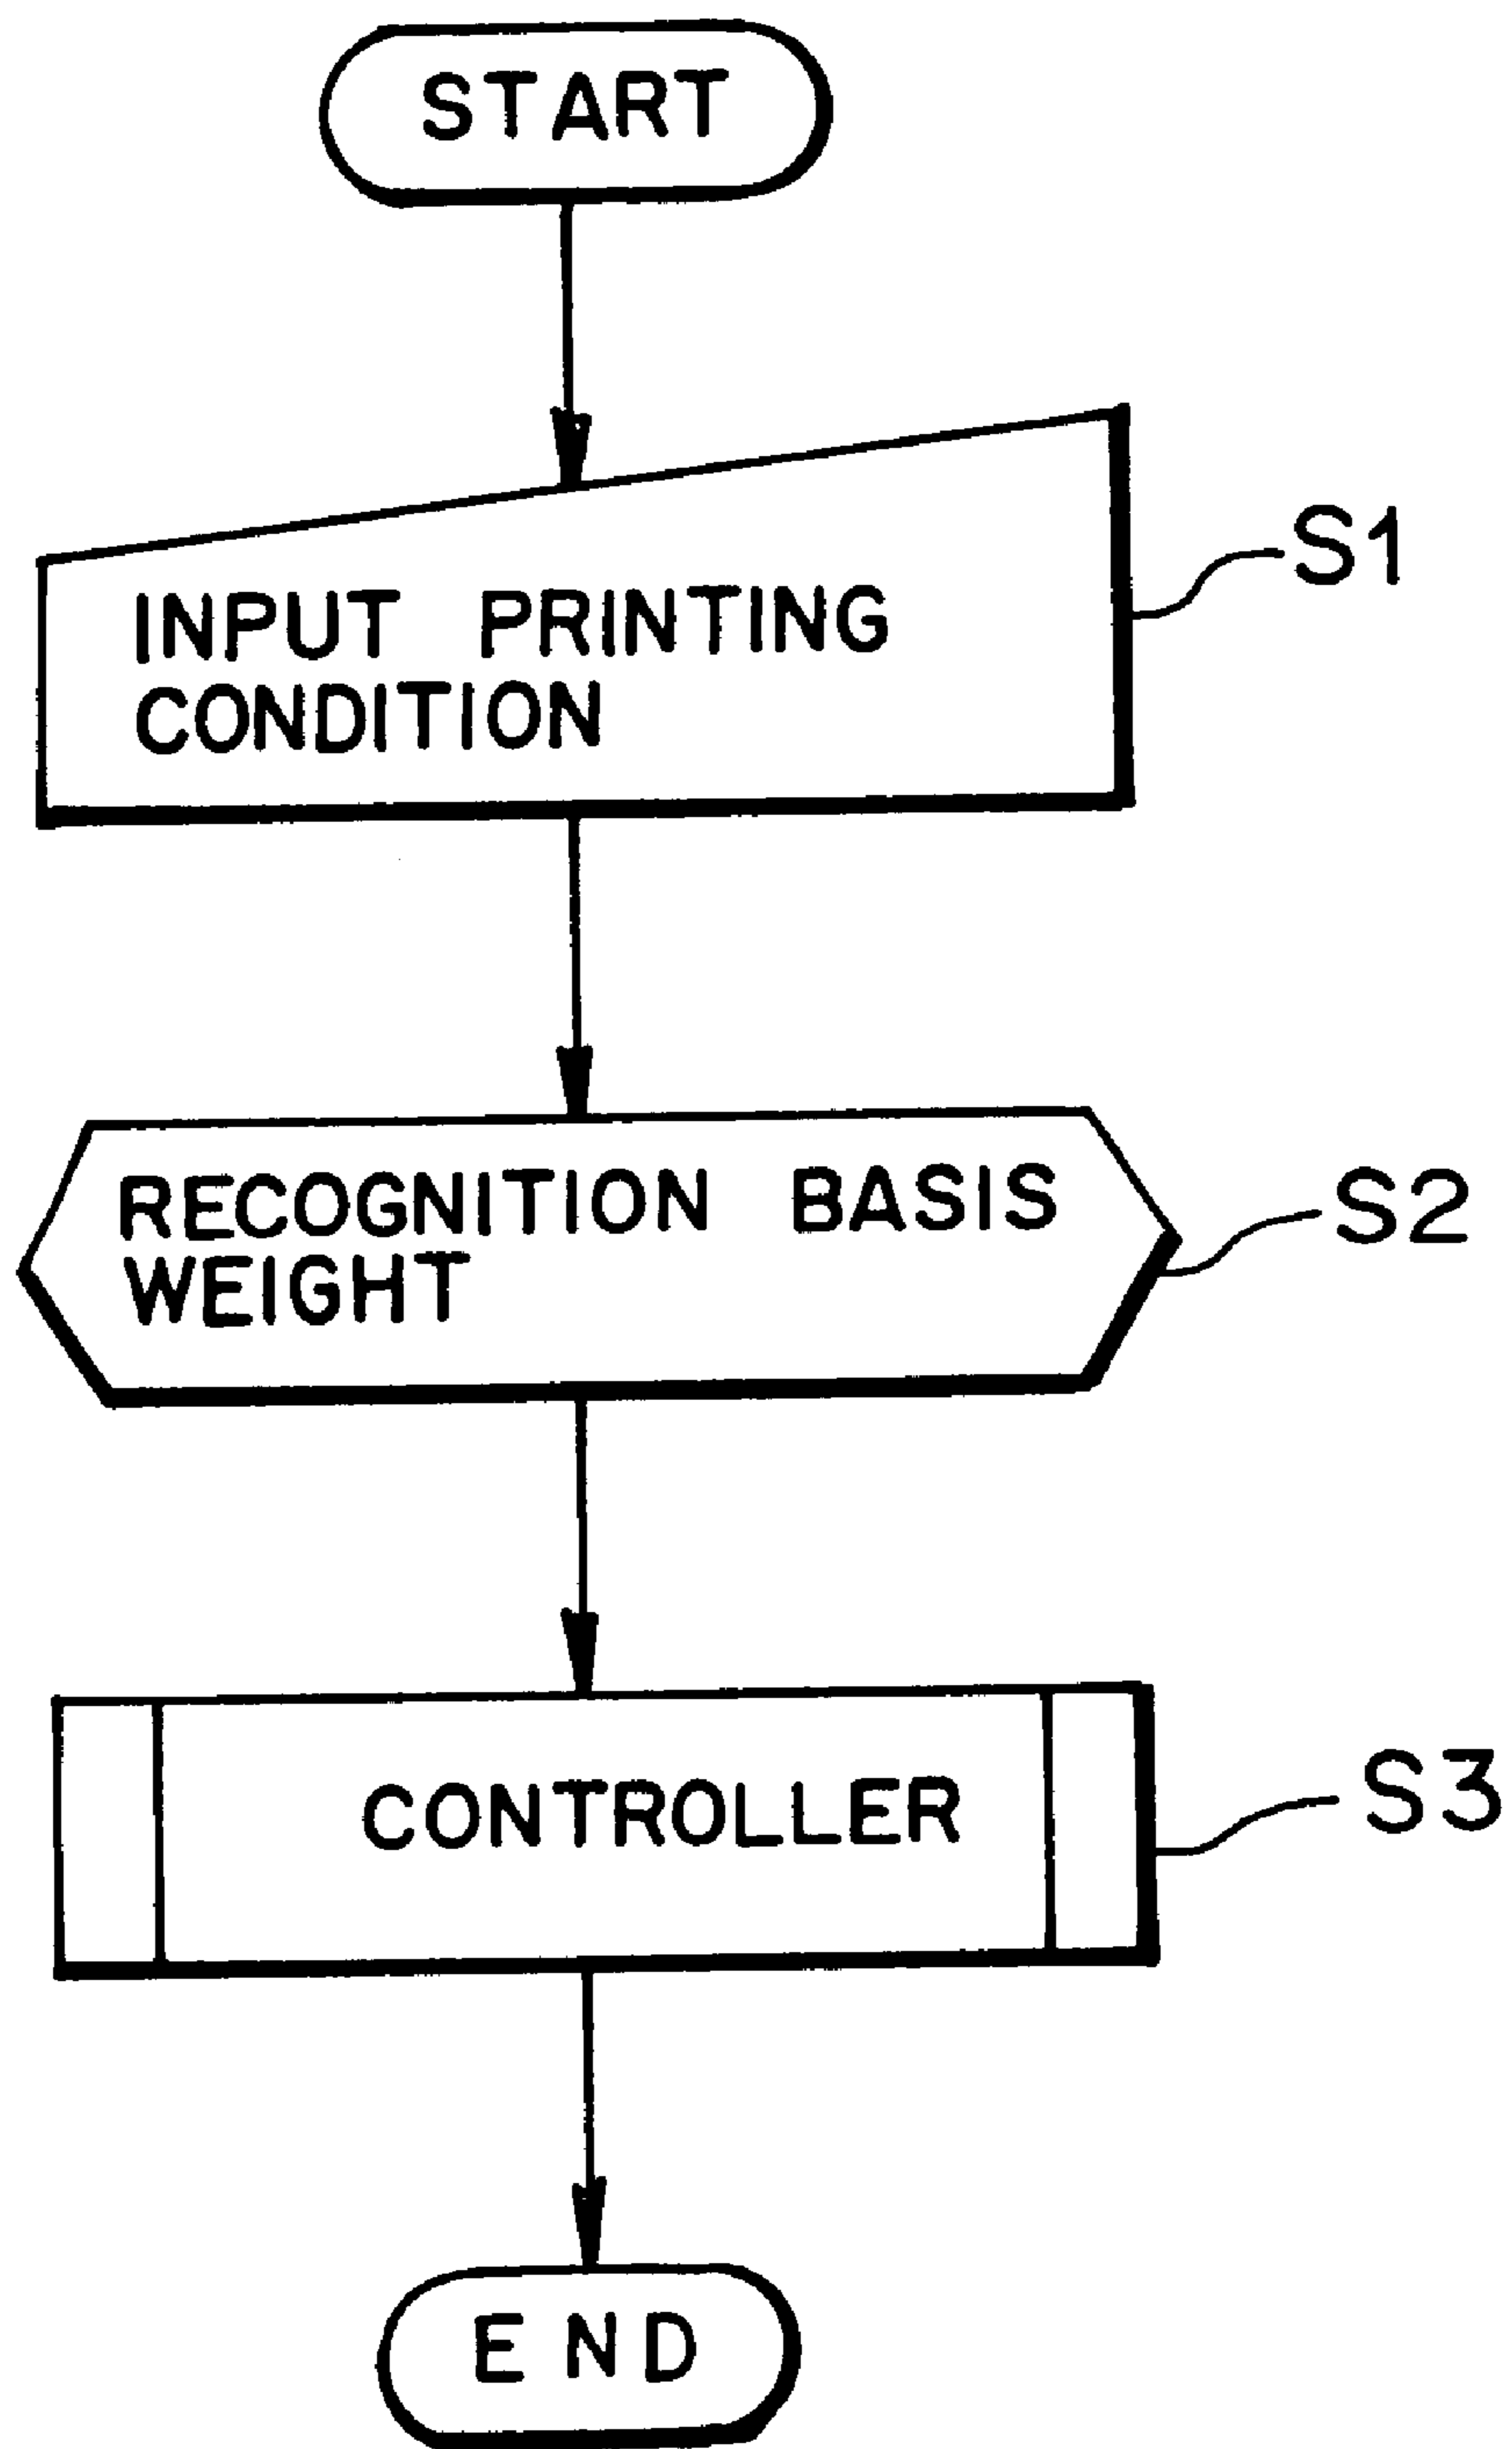 START
INPUT PRINTING
CONDITION
S1
RECOGNITION BASIS
WEIGHT
S2
CONTROLLER
S3
END